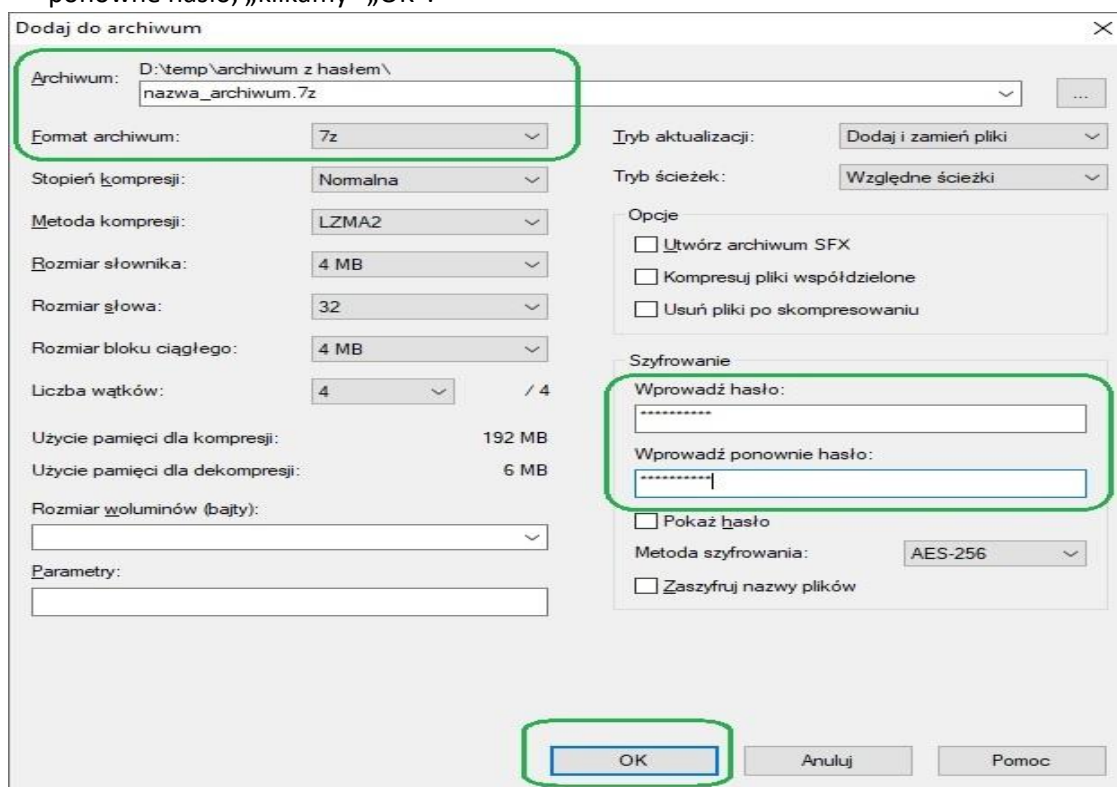 ponowne hasło, „klikamy” „OK”.
Dodaj do archiwum
Archiwum:
D:\temp\archiwum z hasłem\
nazwa_archiwum.7z
...
Format archiwum:
7z
Stopień kompresji:
Normalna
Metoda kompresji:
LZMA2
Rozmiar słownika:
4 MB
Rozmiar słowa:
32
Rozmiar bloku ciągłego:
4 MB
Liczba wątków:
4
/ 4
Użycie pamięci dla kompresji:
192 MB
Użycie pamięci dla dekompresji:
6 MB
Rozmiar woluminów (bajty):
Parametry:
Tryb aktualizacji:
Dodaj i zamień pliki
Tryb ścieżek:
Względne ścieżki
Opcje
Utwórz archiwum SFX
Kompresuj pliki współdzielone
Usuń pliki po skompresowaniu
Szyfrowanie
Wprowadź hasło:
**********
Wprowadź ponownie hasło:
**********
Pokaż hasło
Metoda szyfrowania:
AES-256
Zaszyfruj nazwy plików
OK
Anuluj
Pomoc